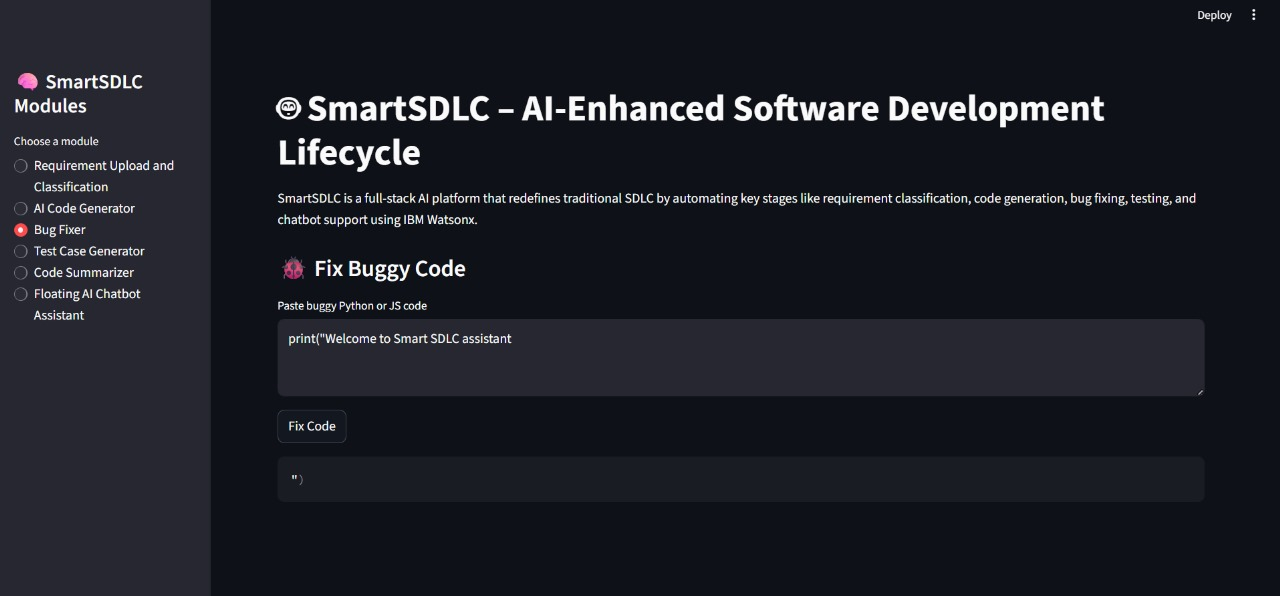 Deploy
SmartSDLC
Modules
Choose a module
Requirement Upload and
Classification
AI Code Generator
Bug Fixer
Test Case Generator
Code Summarizer
Floating AI Chatbot
Assistant
SmartSDLC – AI-Enhanced Software Development
Lifecycle
SmartSDLC is a full-stack AI platform that redefines traditional SDLC by automating key stages like requirement classification, code generation, bug fixing, testing, and
chatbot support using IBM Watsonx.
Fix Buggy Code
Paste buggy Python or JS code
print("Welcome to Smart SDLC assistant
Fix Code
")